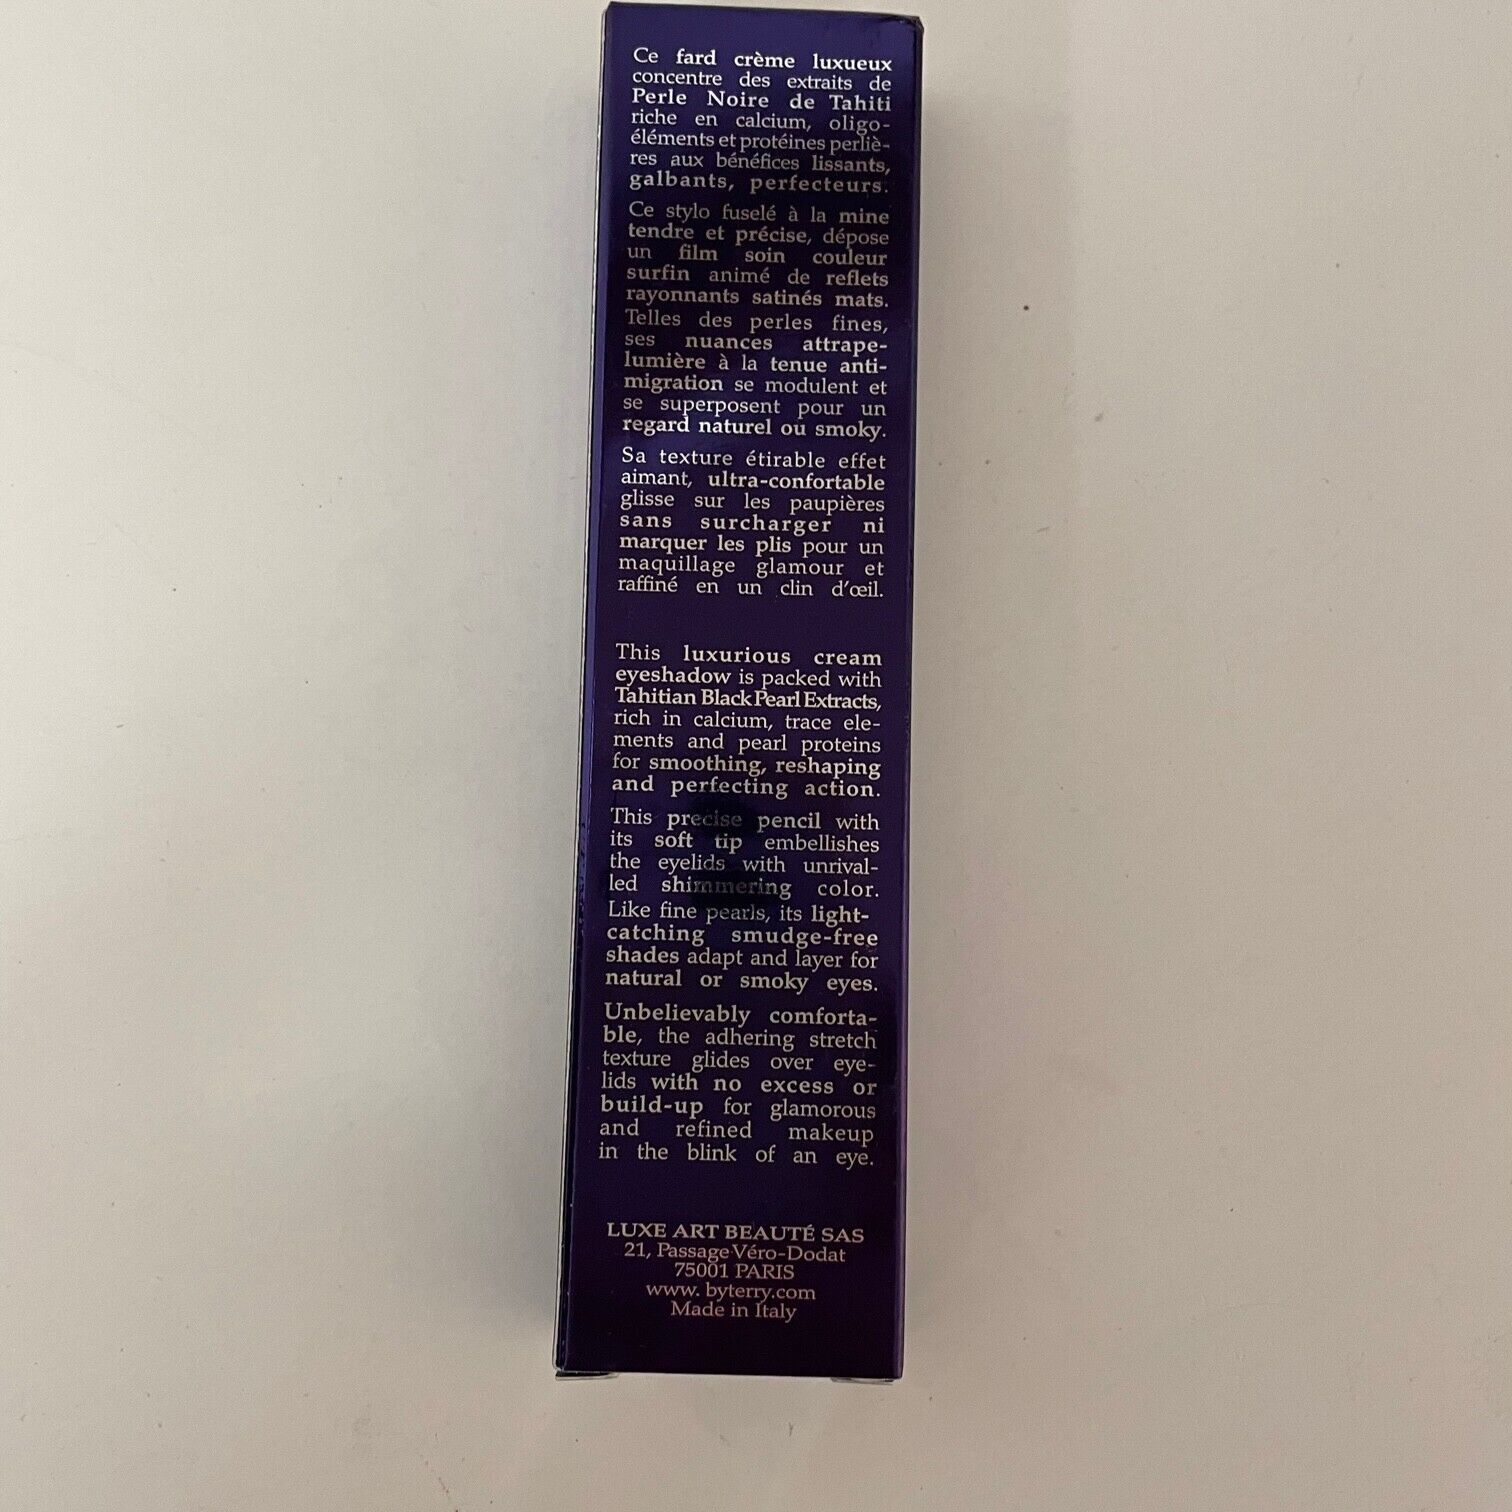 Ce fard crème luxueux
concentre des extraits de
Perle Noire de Tahiti
riche en calcium, oligo-
éléments et protéines perliè-
res aux bénéfices lissants,
galbants, perfecteurs.
Ce stylo fuselé à la mine
tendre et précise, dépose
un film soin couleur
surfin animé de reflets
rayonnants satinés mats.
Telles des perles fines,
ses nuances attrape-
lumière à la tenue anti-
migration se modulent et
se superposent pour un
regard naturel ou smoky.
Sa texture étirable effet
aimant, ultra-confortable
glisse sur les paupières
sans surcharger ni
marquer les plis pour un
maquillage glamour et
raffiné en un clin d'œil.
This luxurious cream
eyeshadow is packed with
Tahitian Black Pearl Extracts,
rich in calcium, trace ele-
ments and pearl proteins
for smoothing, reshaping
and perfecting action.
This precise pencil with
its soft tip embellishes
the eyelids with unrival-
led shimmering color.
Like fine pearls, its light-
catching smudge-free
shades adapt and layer for
natural or smoky eyes.
Unbelievably comforta-
ble, the adhering stretch
texture glides over eye-
lids with no excess or
build-up for glamorous
and refined makeup
in the blink of an eye.
LUXE ART BEAUTÉ SAS
21, Passage Véro-Dodat
75001 PARIS
www. byterry.com
Made in Italy